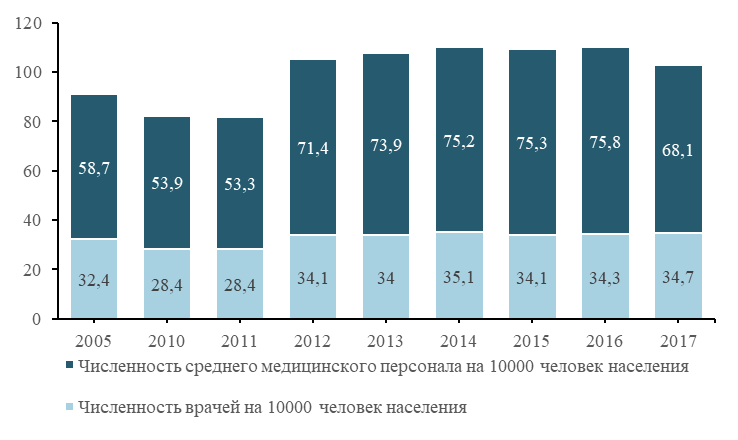 120
100
80
60
40
20
0
58,7 53,9 53,3 71,4 73,9 75,2 75,3 75,8 68,1
32,4 28,4 28,4 34,1 34 35,1 34,1 34,3 34,7
2005 2010 2011 2012 2013 2014 2015 2016 2017
Численность среднего медицинского персонала на 10000 человек населения
Численность врачей на 10000 человек населения